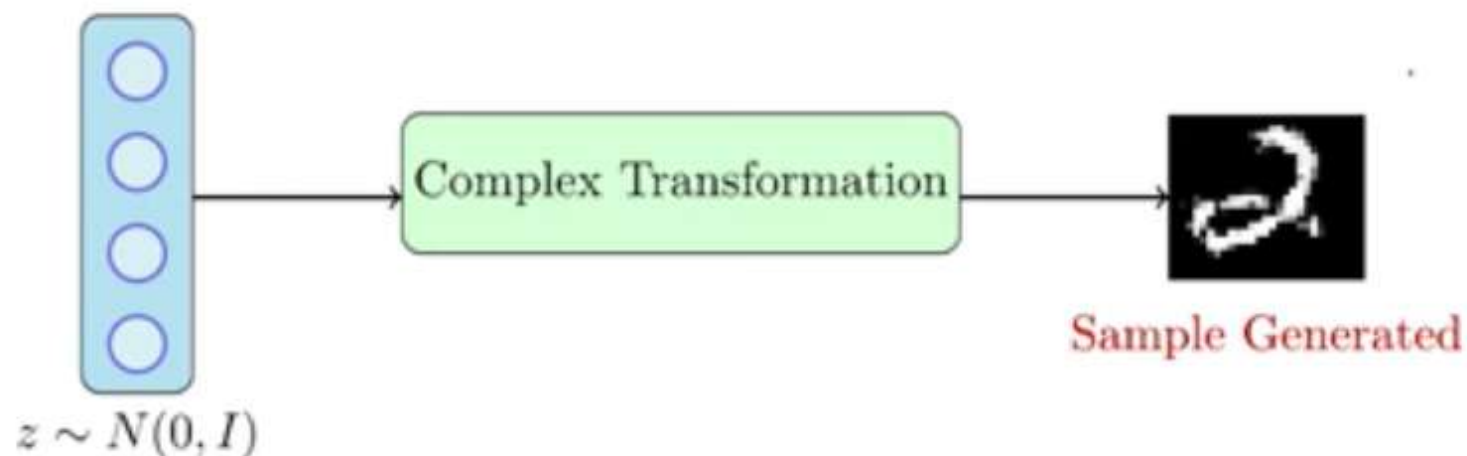 Complex Transformation
Sample Generated
z ∼ N(0, I)